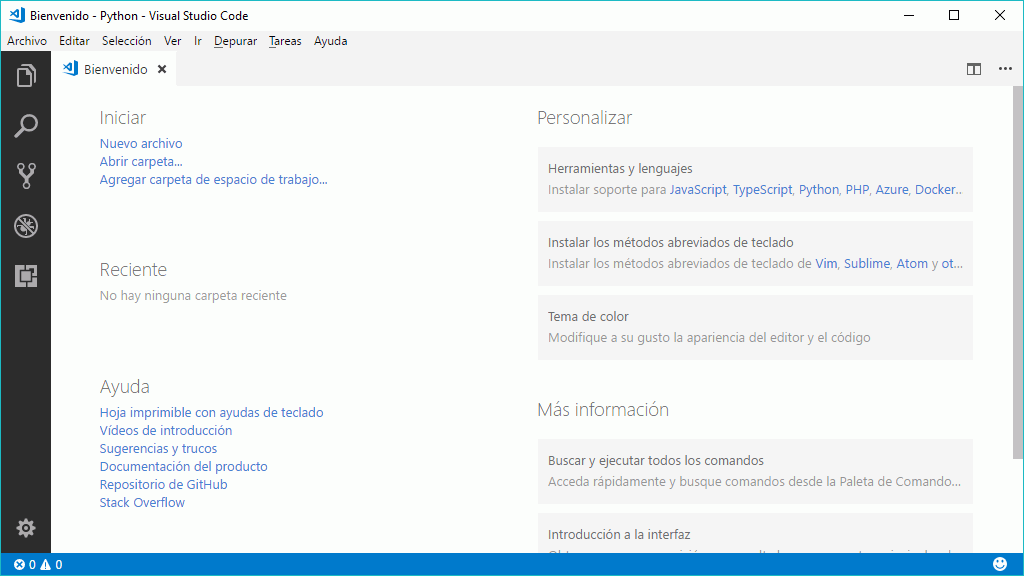 Bienvenido - Python - Visual Studio Code
Archivo Editar Selección Ver Ir Depurar Tareas Ayuda
Bienvenido
Iniciar
Nuevo archivo
Abrir carpeta...
Agregar carpeta de espacio de trabajo...
Reciente
No hay ninguna carpeta reciente
Ayuda
Hoja imprimible con ayudas de teclado
Vídeos de introducción
Sugerencias y trucos
Documentación del producto
Repositorio de GitHub
Stack Overflow
Personalizar
Herramientas y lenguajes
Instalar soporte para JavaScript, TypeScript, Python, PHP, Azure, Docker...
Instalar los métodos abreviados de teclado
Instalar los métodos abreviados de teclado de Vim, Sublime, Atom y ot...
Tema de color
Modifique a su gusto la apariencia del editor y el código
Más información
Buscar y ejecutar todos los comandos
Acceda rápidamente y busque comandos desde la Paleta de Comando...
Introducción a la interfaz
0 0